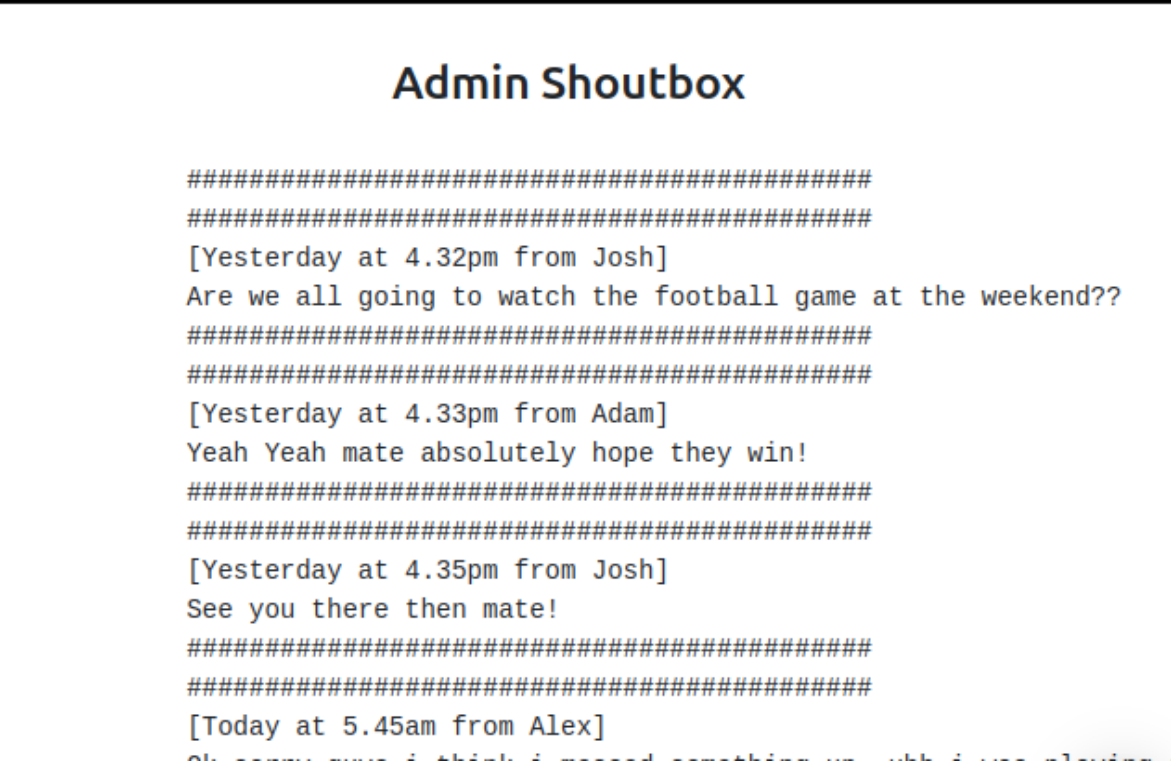 Admin Shoutbox
############################################
############################################
[Yesterday at 4.32pm from Josh]
Are we all going to watch the football game at the weekend??
############################################
############################################
[Yesterday at 4.33pm from Adam]
Yeah Yeah mate absolutely hope they win!
############################################
############################################
[Yesterday at 4.35pm from Josh]
See you there then mate!
############################################
############################################
[Today at 5.45am from Alex]